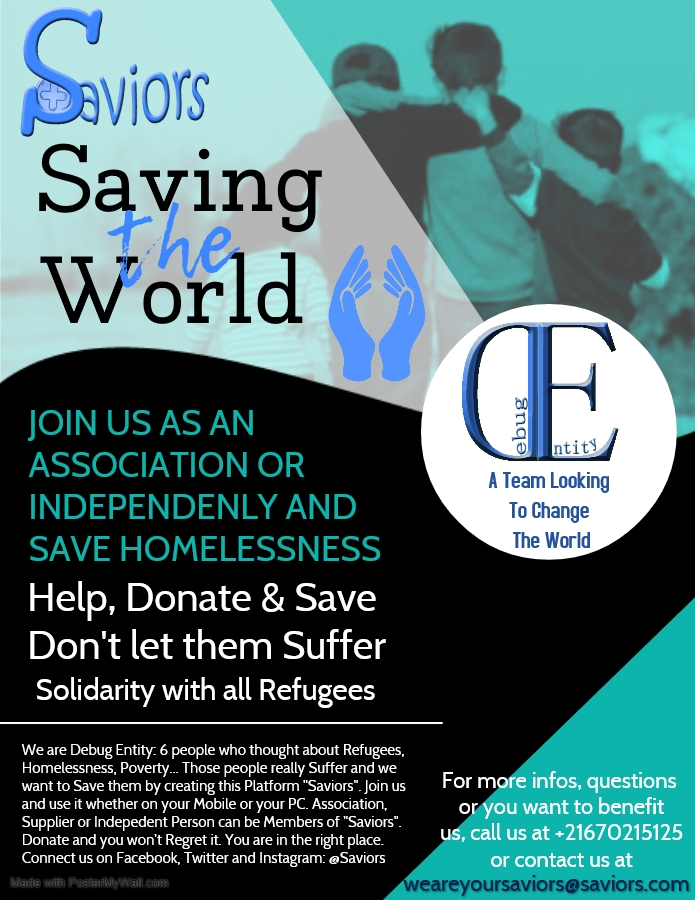 Saviors
Saving
the
World
Debug
Entity
A Team Looking
To Change
The World
JOIN US AS AN
ASSOCIATION OR
INDEPENDENLY AND
SAVE HOMELESSNESS
Help, Donate & Save
Don't let them Suffer
Solidarity with all Refugees
We are Debug Entity: 6 people who thought about Refugees,
Homelessness, Poverty... Those people really Suffer and we
want to Save them by creating this Platform "Saviors". Join us
and use it whether on your Mobile or your PC. Association,
Supplier or Indepedent Person can be Members of "Saviors".
Donate and you won't Regret it. You are in the right place.
Connect us on Facebook, Twitter and Instagram: @Saviors
For more infos, questions
or you want to benefit
us, call us at +21670215125
or contact us at
weareyoursaviors@saviors.com
Made with PosterMyWall.com